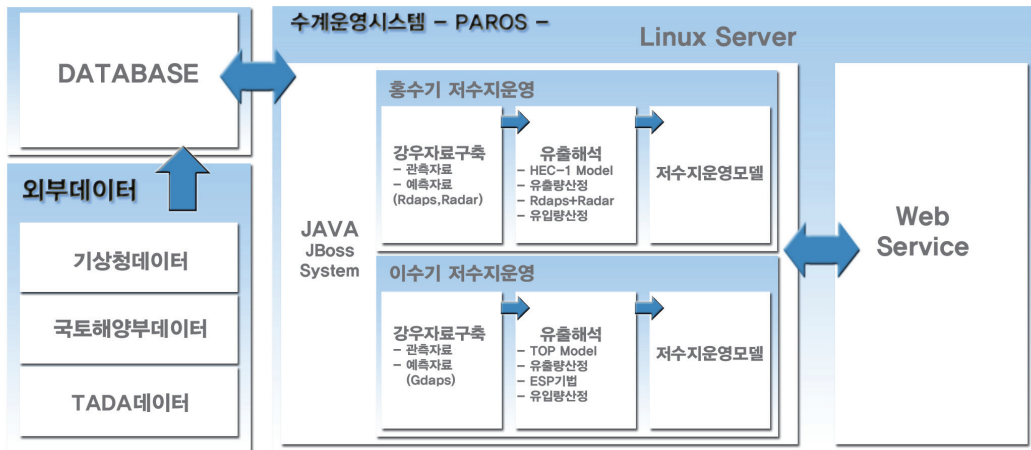 수계운영시스템 – PAROS –
Linux Server
DATABASE
외부데이터
기상청데이터
국토해양부데이터
TADA데이터
JAVA
JBoss
System
홍수기 저수지운영
강우자료구축
– 관측자료
– 예측자료
(Rdaps,Radar)
유출해석
– HEC-1 Model
– 유출량산정
– Rdaps+Radar
– 유입량산정
저수지운영모델
이수기 저수지운영
강우자료구축
– 관측자료
– 예측자료
(Gdaps)
유출해석
– TOP Model
– 유출량산정
– ESP기법
– 유입량산정
저수지운영모델
Web
Service